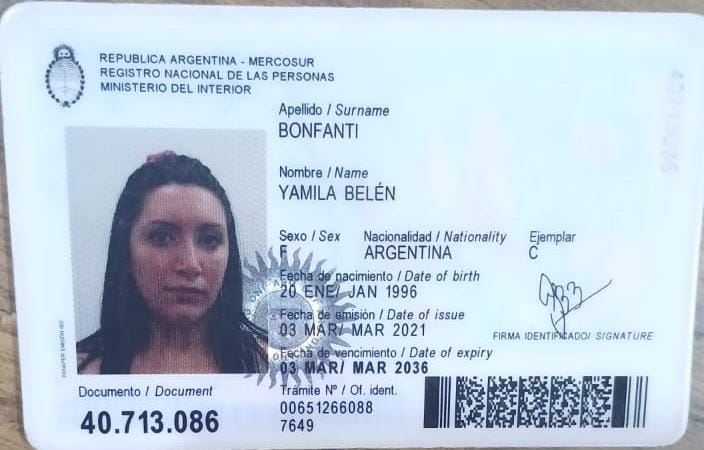 REPUBLICA ARGENTINA - MERCOSUR
REGISTRO NACIONAL DE LAS PERSONAS
MINISTERIO DEL INTERIOR
Apellido / Surname
BONFANTI
Nombre / Name
YAMILA BELÉN
Sexo / Sex Nacionalidad / Nationality Ejemplar
F ARGENTINA C
Fecha de nacimiento / Date of birth
20 ENE/ JAN 1996
Fecha de emisión / Date of issue
03 MAR/ MAR 2021
FIRMA IDENTIFICADO/ SIGNATURE
Fecha de vencimiento / Date of expiry
03 MAR/ MAR 2036
Documento / Document
40.713.086
Trámite Nº / Of. ident.
00651266088
7649